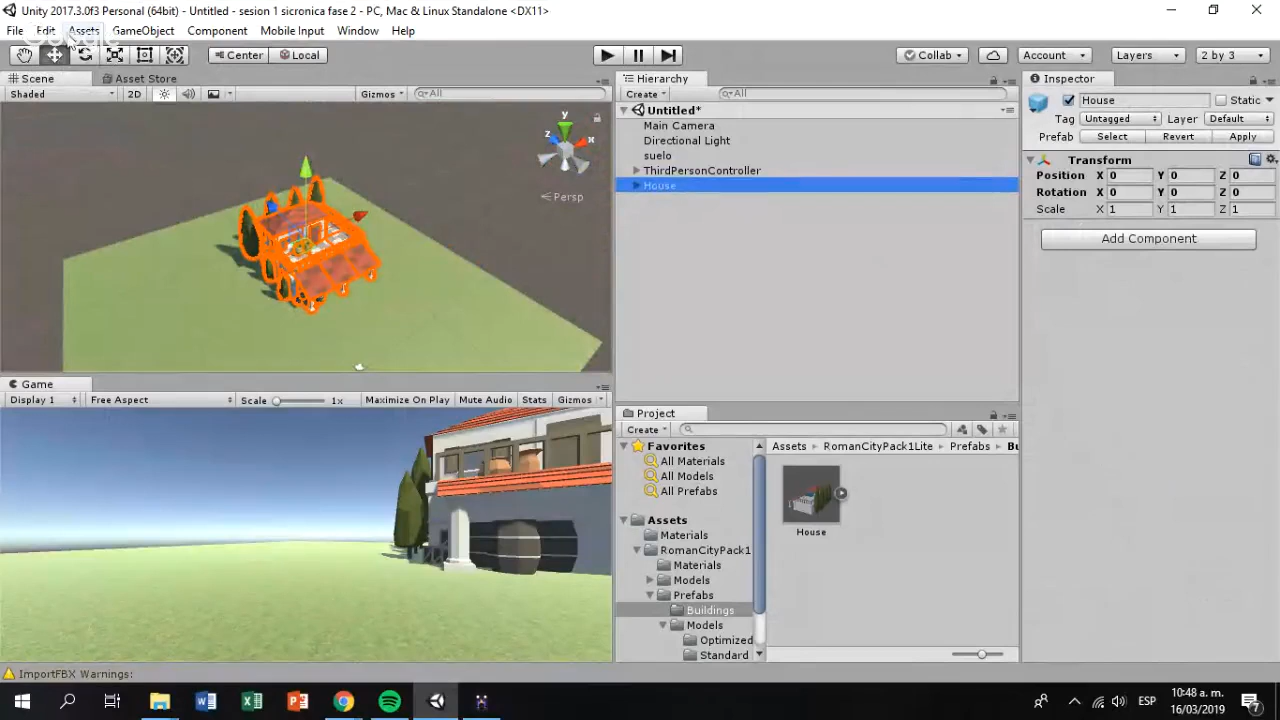 Unity 2017.3.0f3 Personal (64bit) - Untitled - sesion 1 sicronica fase 2 - PC, Mac & Linux Standalone <DX11>
File Edit Assets GameObject Component Mobile Input Window Help
Google
Center Local Collab Account Layers 2 by 3
Scene Asset Store
Shaded 2D Gizmos All
y
z x
Persp
Hierarchy
Create All
Untitled*
Main Camera
Directional Light
suelo
ThirdPersonController
House
Inspector
House Static
Tag Untagged Layer Default
Prefab Select Revert Apply
Transform
Position X 0 Y 0 Z 0
Rotation X 0 Y 0 Z 0
Scale X 1 Y 1 Z 1
Add Component
Game
Display 1 Free Aspect Scale 1x Maximize On Play Mute Audio Stats Gizmos
Project
Create
Favorites
All Materials
All Models
All Prefabs
Assets
Materials
RomanCityPack1
Materials
Models
Prefabs
Buildings
Models
Optimized
Standard
Assets RomanCityPack1Lite Prefabs Bu
House
ImportFBX Warnings:
ESP
10:48 a. m.
16/03/2019
7